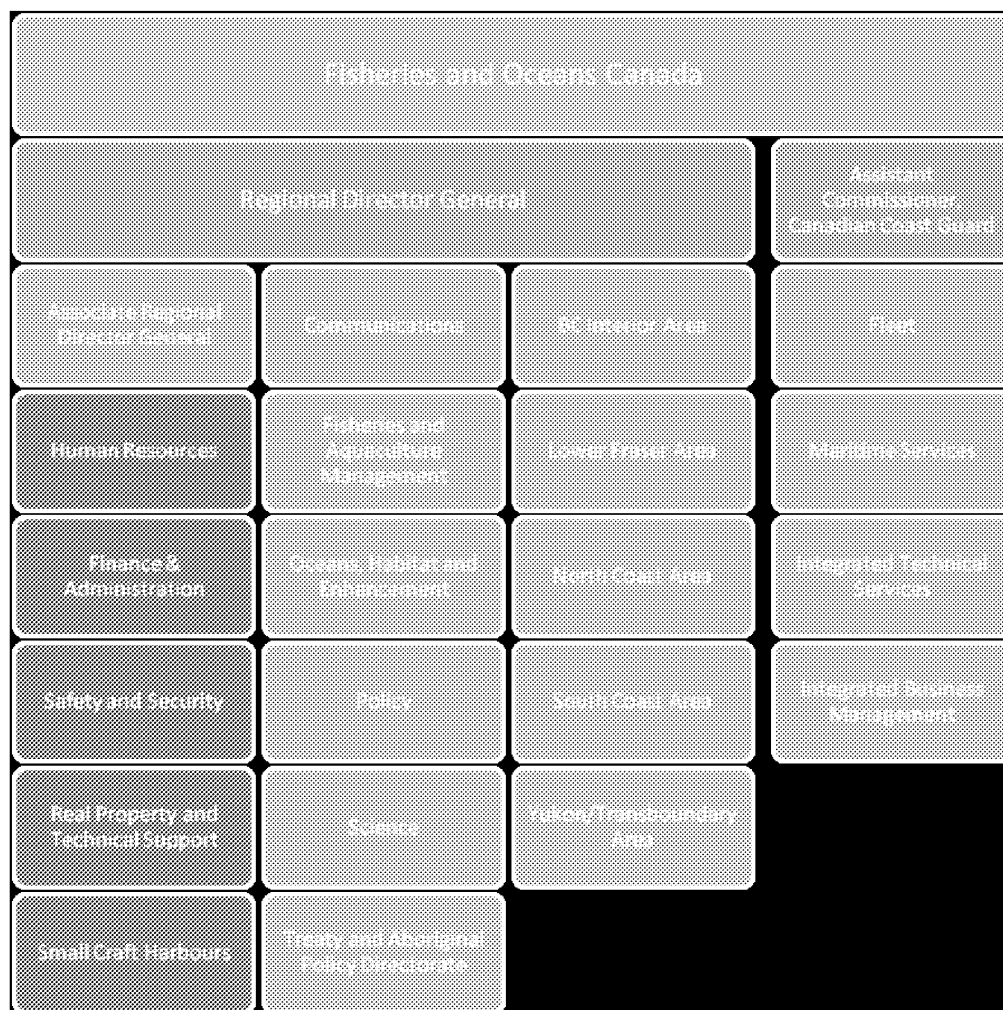 Fisheries and Oceans Canada
Regional Director General
Assistant
Commissioner
Canadian Coast Guard
Associate Regional
Director General
Communications
BC Interior Area
Fleet
Human Resources
Fisheries and
Aquaculture
Management
Lower Fraser Area
Maritime Services
Finance &
Administration
Oceans, Habitat and
Enhancement
North Coast Area
Integrated Technical
Services
Safety and Security
Policy
South Coast Area
Integrated Business
Management
Real Property and
Technical Support
Science
Yukon/Transboundary
Area
Small Craft Harbours
Treaty and Aboriginal
Policy Directorate